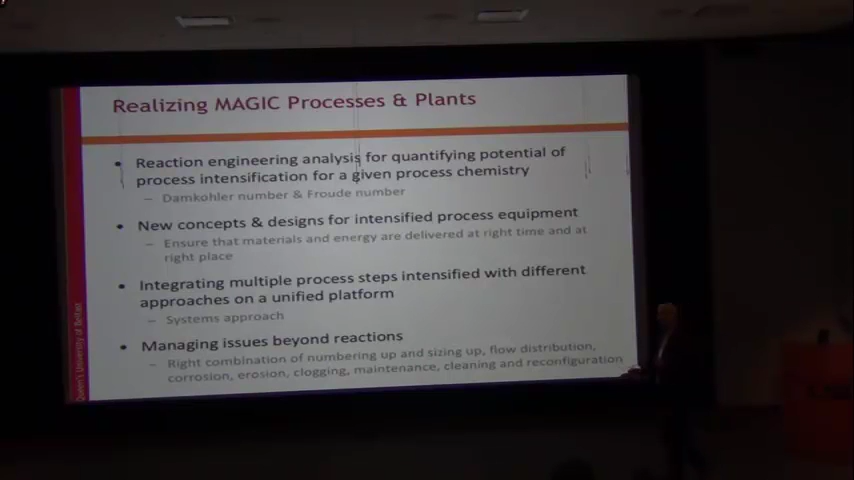 Realizing MAGIC Processes & Plants
• Reaction engineering analysis for quantifying potential of
process intensification for a given process chemistry
– Damkohler number & Froude number
• New concepts & designs for intensified process equipment
– Ensure that materials and energy are delivered at right time and at
right place
• Integrating multiple process steps intensified with different
approaches on a unified platform
– Systems approach
• Managing issues beyond reactions
– Right combination of numbering up and sizing up, flow distribution,
corrosion, erosion, clogging, maintenance, cleaning and reconfiguration
Queen's University of Belfast